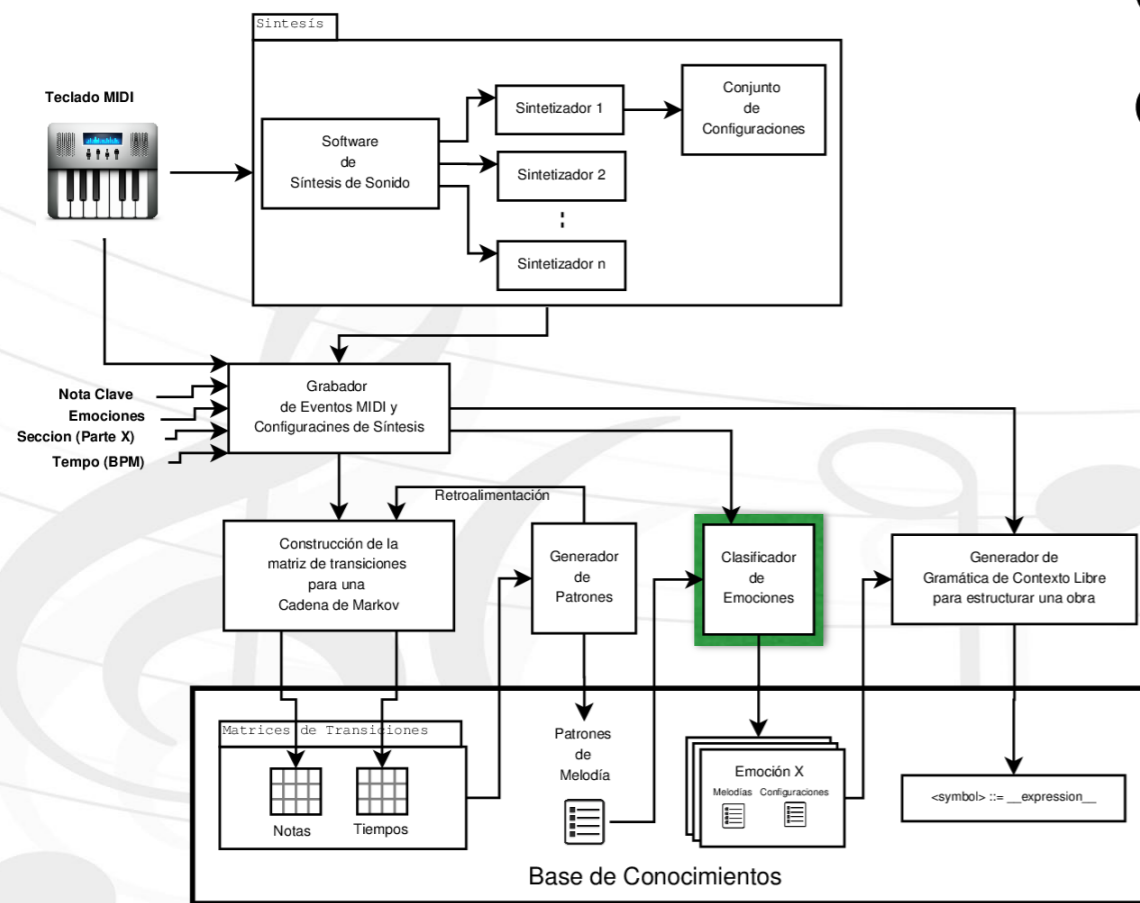 Sintesís
Teclado MIDI
Software
de
Síntesis de Sonido
Sintetizador 1
Sintetizador 2
Sintetizador n
Conjunto
de
Configuraciones
Nota Clave
Emociones
Seccion (Parte X)
Tempo (BPM)
Grabador
de Eventos MIDI y
Configuracines de Síntesis
Retroalimentación
Construcción de la
matriz de transiciones
para una
Cadena de Markov
Generador
de
Patrones
Clasificador
de
Emociones
Generador de
Gramática de Contexto Libre
para estructurar una obra
Matrices de Transiciones
Notas
Tiempos
Patrones
de
Melodía
Emoción X
Melodías Configuraciones
<symbol> ::= __expression__
Base de Conocimientos